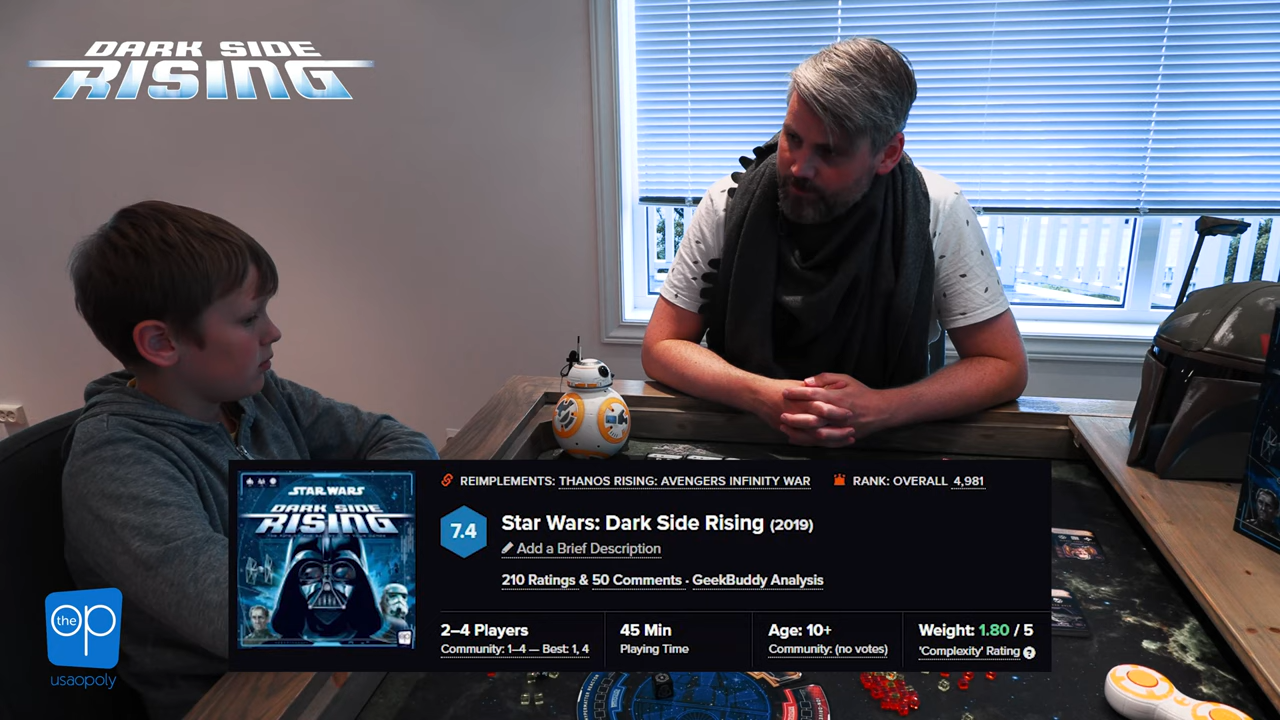 DARK SIDE
RISING
REIMPLEMENTS: THANOS RISING: AVENGERS INFINITY WAR
RANK: OVERALL 4,981
STAR WARS
DARK SIDE
RISING
7.4
Star Wars: Dark Side Rising (2019)
Add a Brief Description
210 Ratings & 50 Comments · GeekBuddy Analysis
2–4 Players
Community: 1–4 — Best: 1, 4
45 Min
Playing Time
Age: 10+
Community: (no votes)
Weight: 1.80 / 5
'Complexity' Rating ?
the op
usaopoly